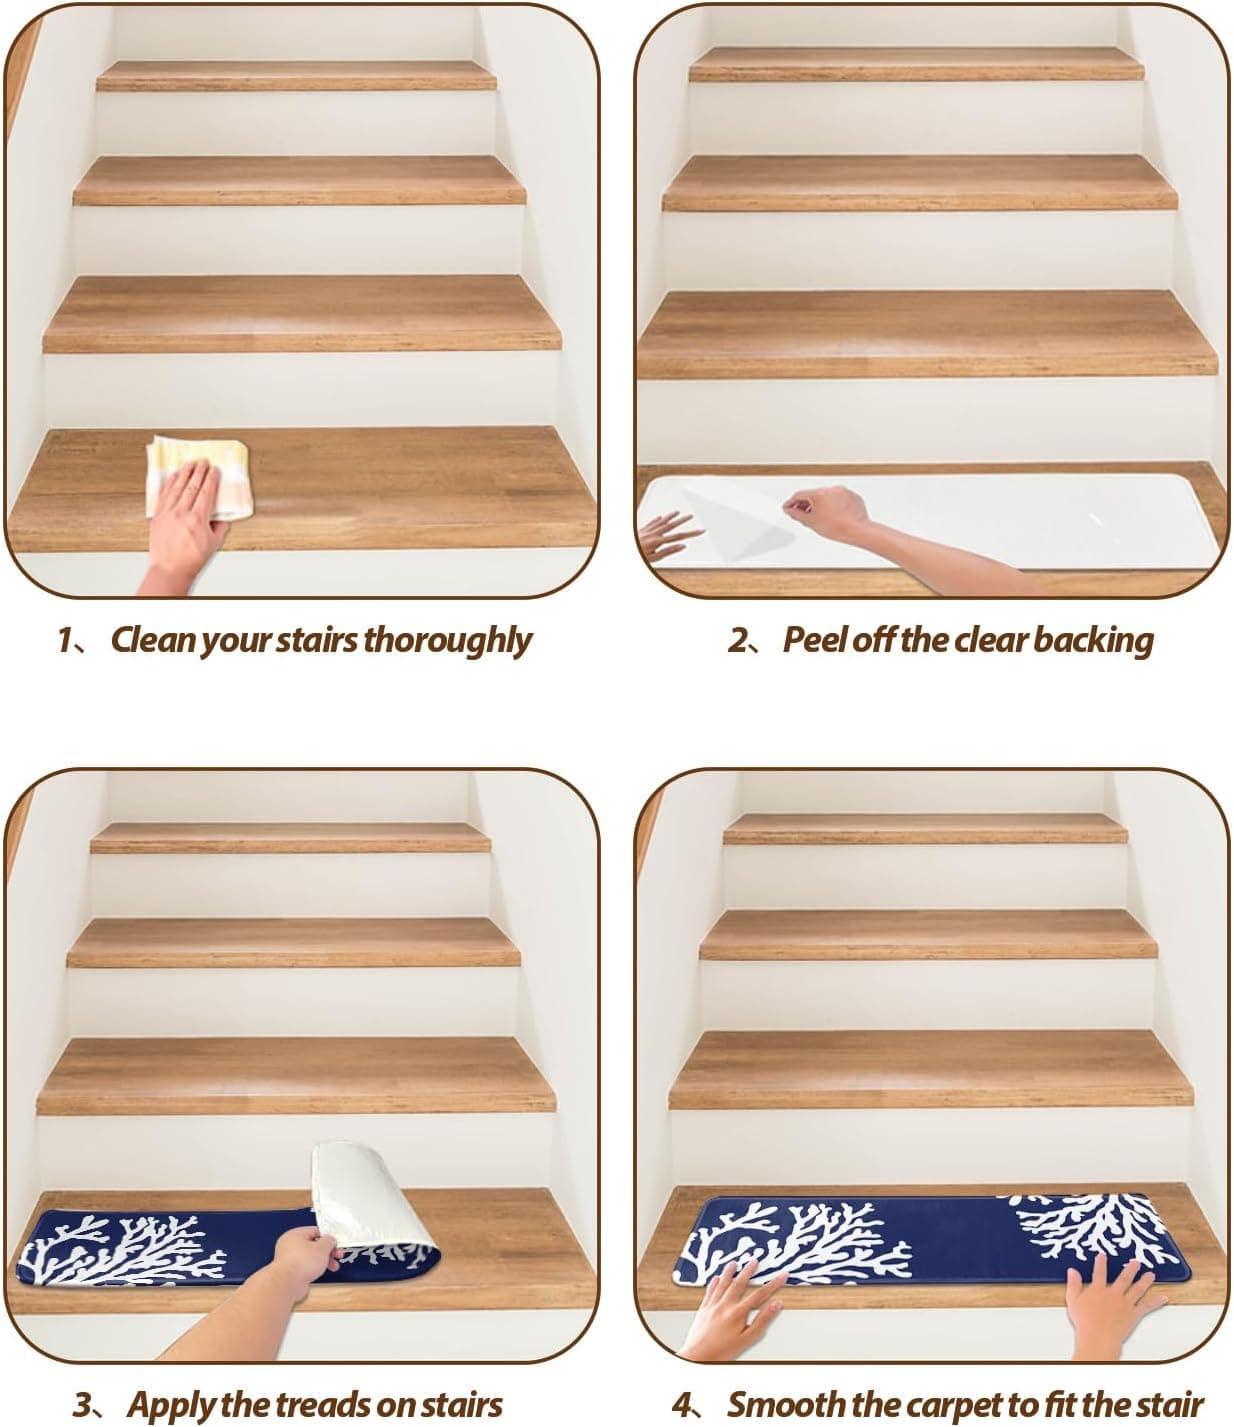 1、 Clean your stairs thoroughly
2、 Peel off the clear backing
3、 Apply the treads on stairs
4、 Smooth the carpet to fit the stair